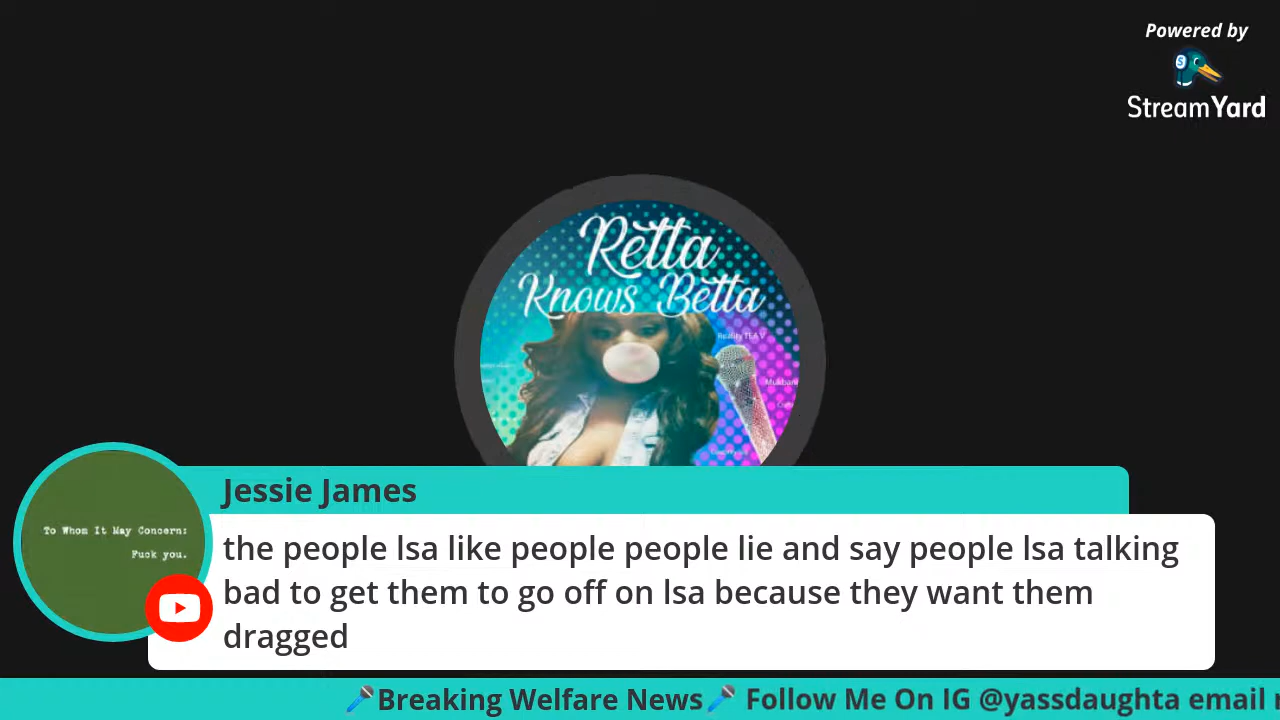 Powered by
S
StreamYard
Retta
Knows Betta
Mukban
Jessie James
To Whom It May Concern:
Fuck you.
the people lsa like people people lie and say people lsa talking
bad to get them to go off on lsa because they want them
dragged
🎤Breaking Welfare News🎤 Follow Me On IG @yassdaughta email